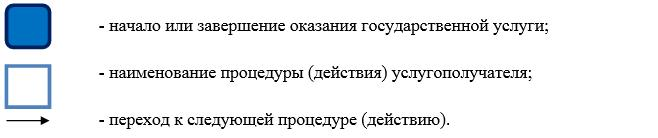 - начало или завершение оказания государственной услуги;
- наименование процедуры (действия) услугополучателя;
- переход к следующей процедуре (действию).